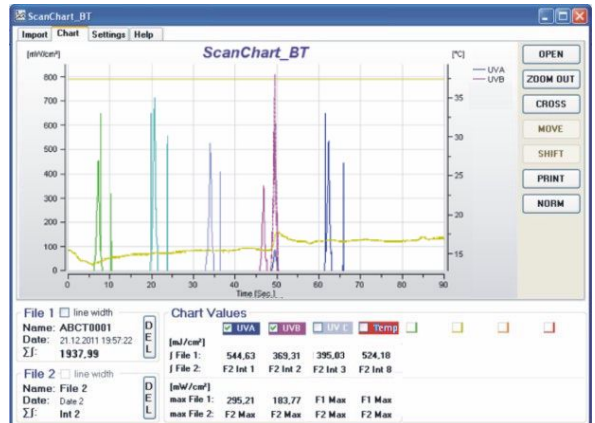 ScanChart_BT
Import Chart Settings Help
[mW/cm²] ScanChart_BT [°C]
UVA
UVB
800
700
600
500
400
300
200
100
0
35
30
25
20
15
0 10 20 30 40 50 60 70 80 90
Time [Sec.]
OPEN
ZOOM OUT
CROSS
MOVE
SHIFT
PRINT
NORM
File 1 line width
Name: ABCT0001
Date: 21.12.2011 19:57:22
Σ∫: 1937,99
DEL
File 2 line width
Name: File 2
Date: Date 2
Σ∫: Int 2
DEL
Chart Values
UVA UVB UV C Temp
[mJ/cm²]
∫ File 1: 544,63 369,31 395,03 524,18
∫ File 2: F2 Int 1 F2 Int 2 F2 Int 3 F2 Int 8
[mW/cm²]
max File 1: 295,21 183,77 F1 Max F1 Max
max File 2: F2 Max F2 Max F2 Max F2 Max